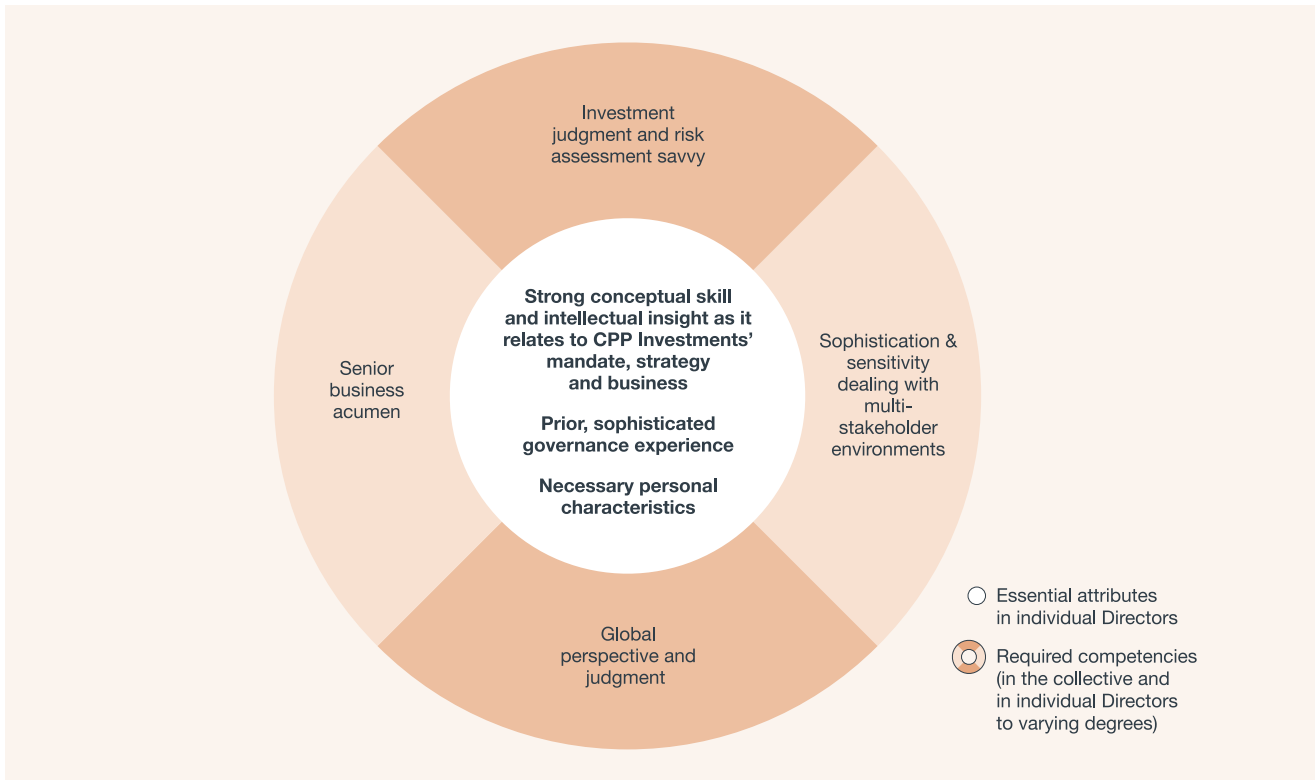 Investment
judgment and risk
assessment savvy
Senior
business
acumen
Strong conceptual skill
and intellectual insight as it
relates to CPP Investments’
mandate, strategy
and business
Prior, sophisticated
governance experience
Necessary personal
characteristics
Sophistication &
sensitivity
dealing with
multi-
stakeholder
environments
Global
perspective and
judgment
Essential attributes
in individual Directors
Required competencies
(in the collective and
in individual Directors
to varying degrees)